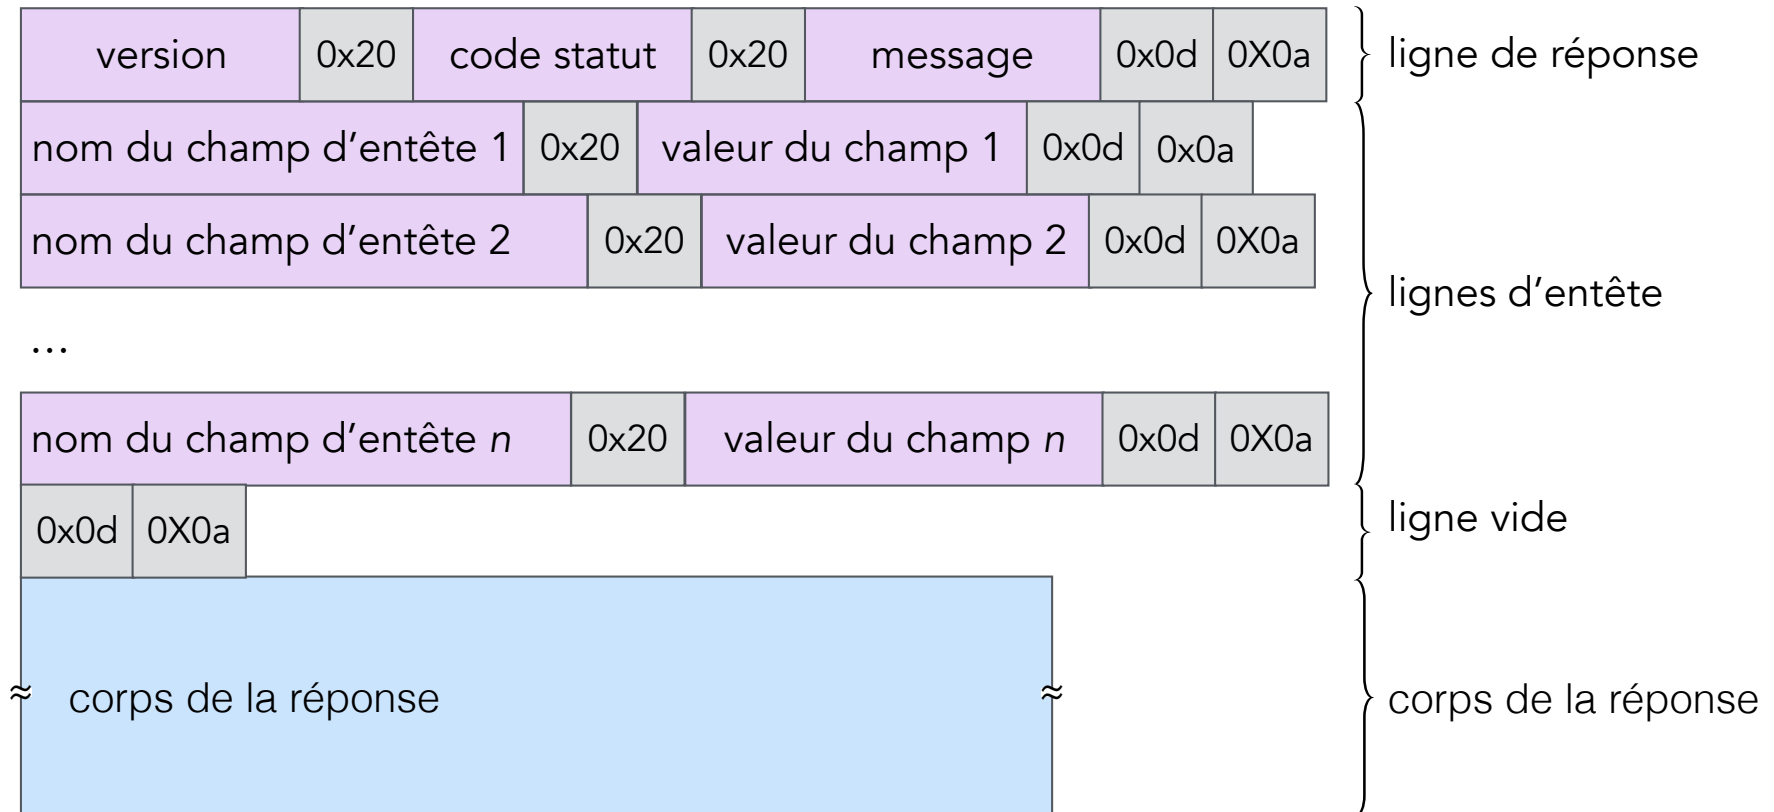 version 0x20 code statut 0x20 message 0x0d 0X0a ligne de réponse
nom du champ d’entête 1 0x20 valeur du champ 1 0x0d 0x0a
nom du champ d’entête 2 0x20 valeur du champ 2 0x0d 0X0a
lignes d’entête
...
nom du champ d’entête n 0x20 valeur du champ n 0x0d 0X0a
0x0d 0X0a ligne vide
≈ corps de la réponse ≈ corps de la réponse